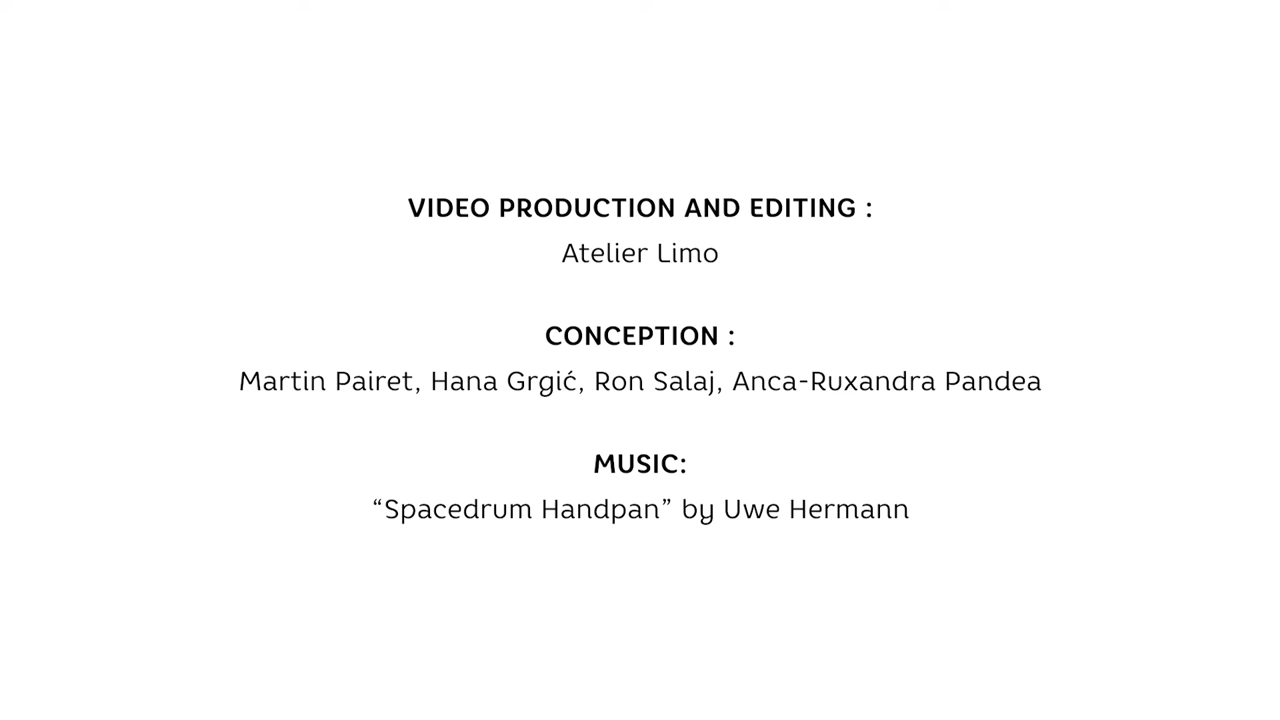 VIDEO PRODUCTION AND EDITING :
Atelier Limo
CONCEPTION :
Martin Pairet, Hana Grgić, Ron Salaj, Anca-Ruxandra Pandea
MUSIC:
“Spacedrum Handpan” by Uwe Hermann